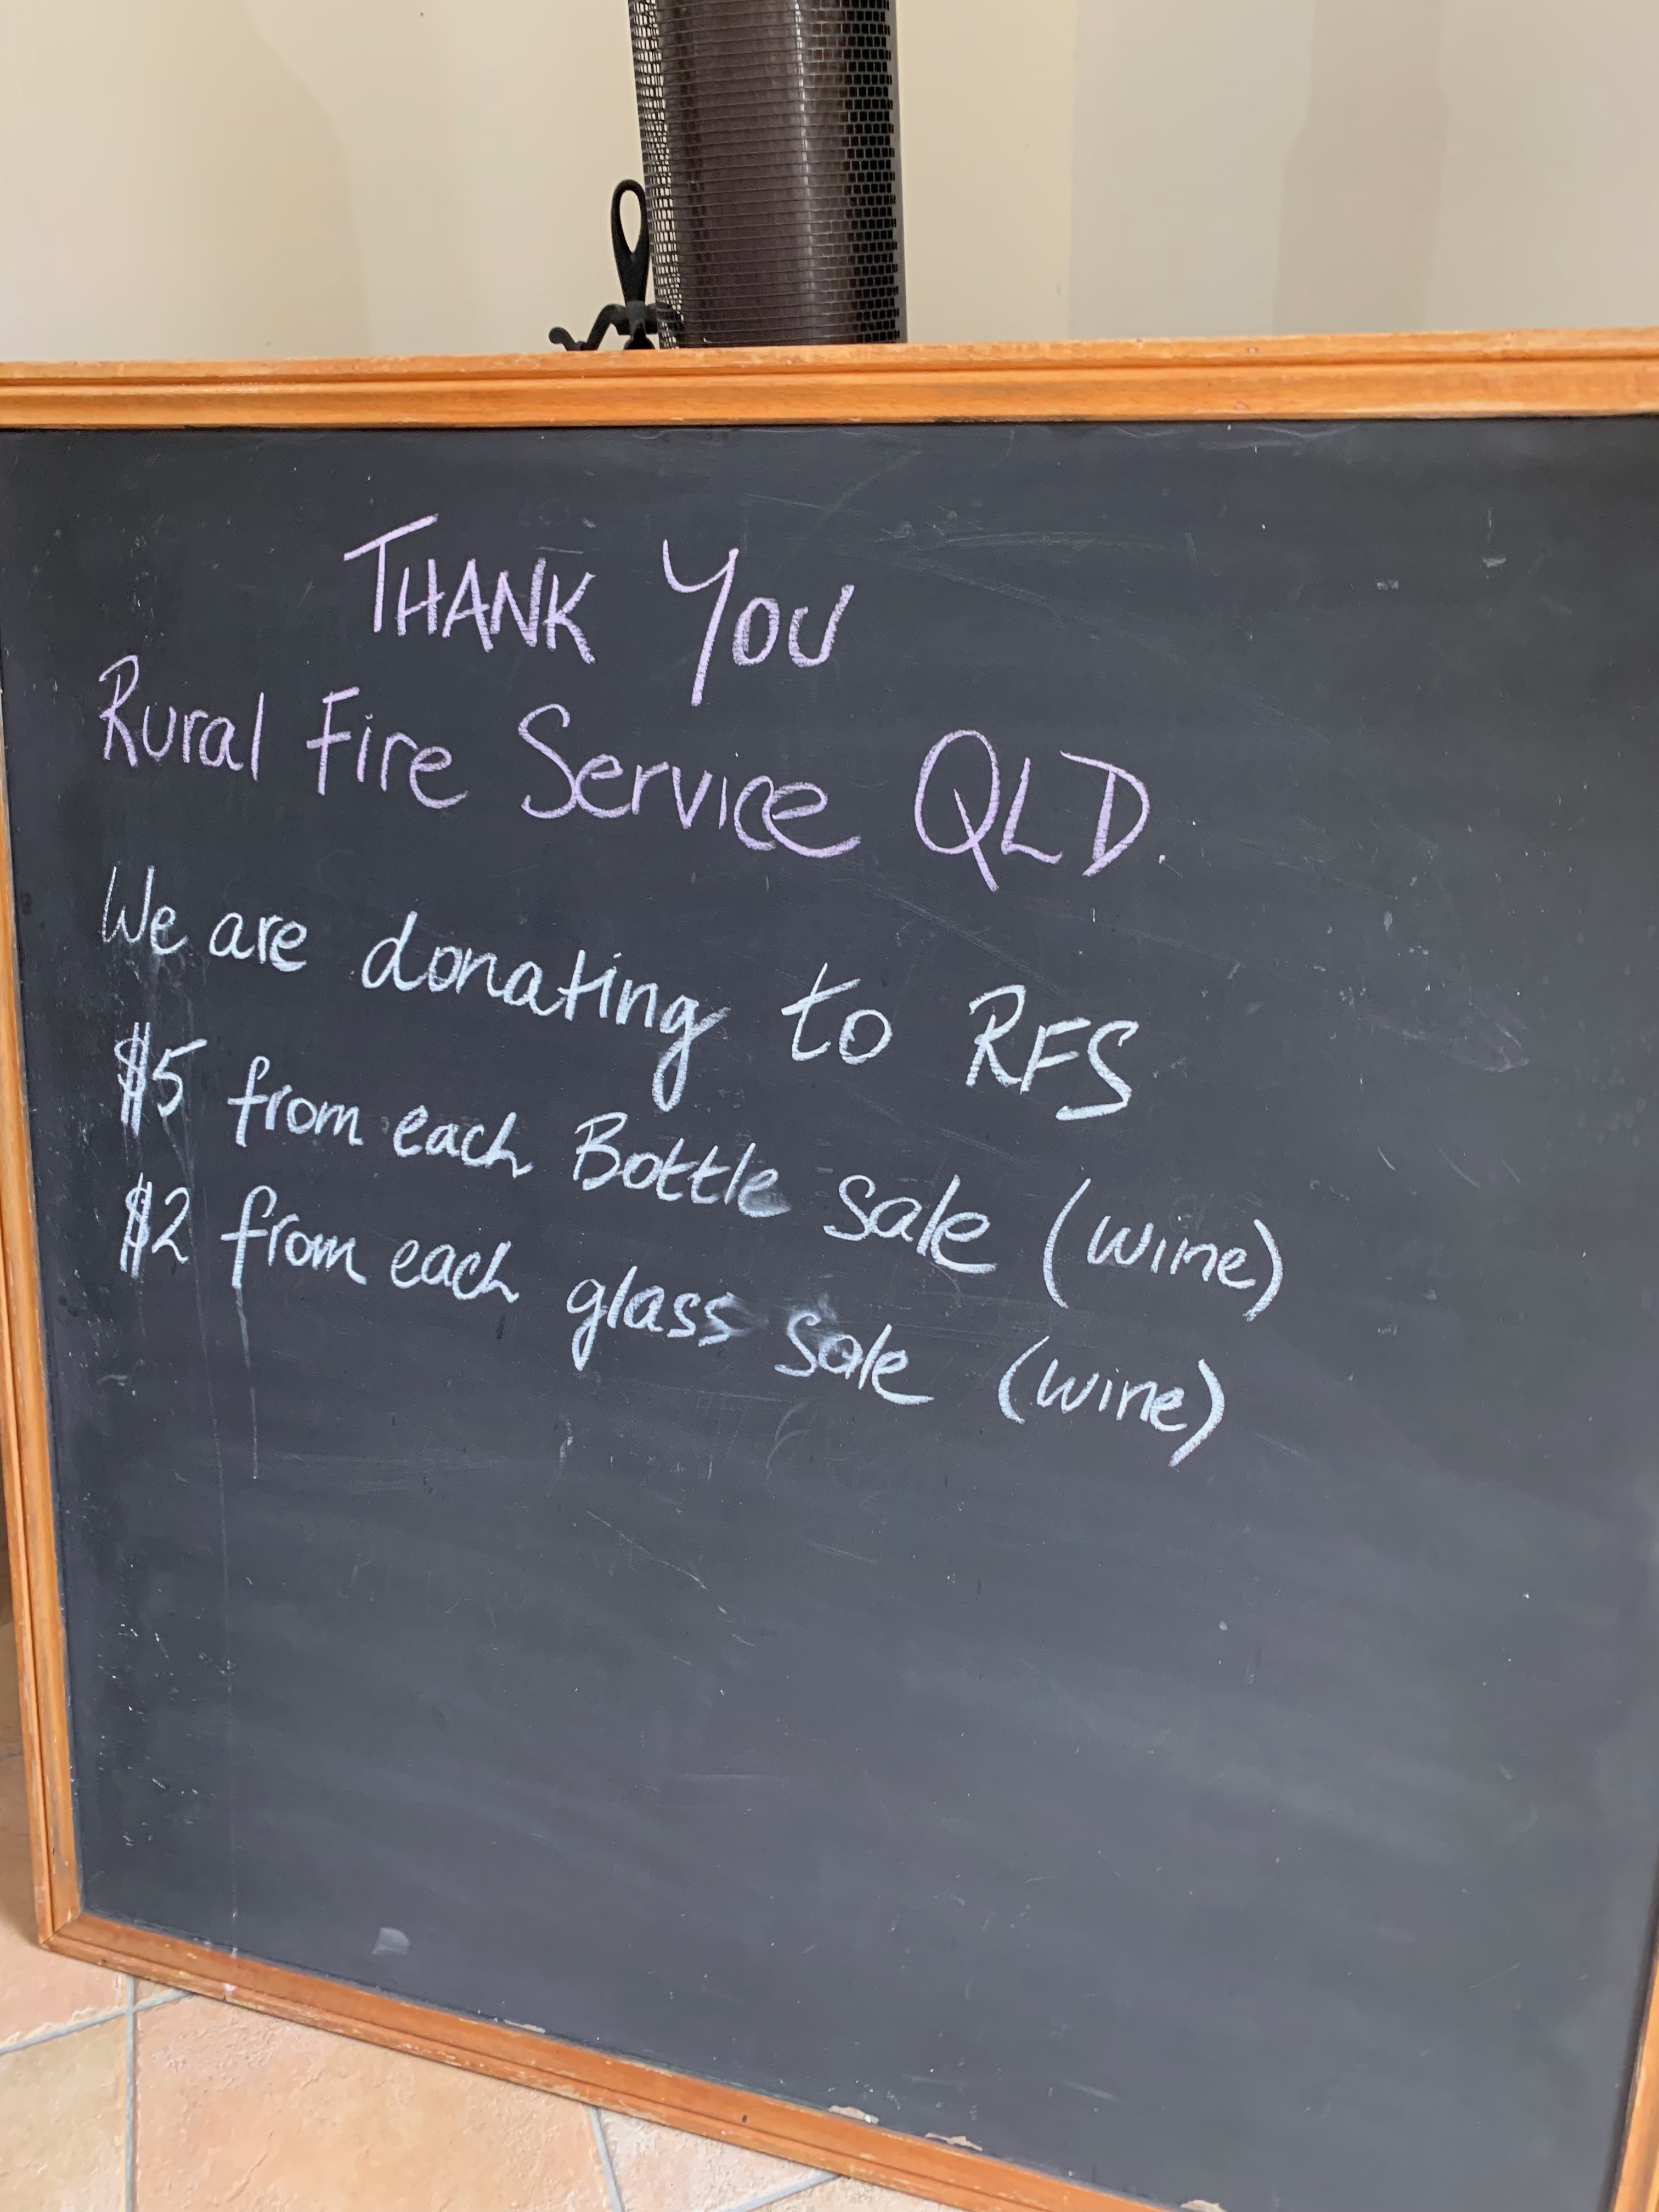 THANK YOU
Rural Fire Service QLD.
We are donating to RFS
$5 from each Bottle sale (wine)
$2 from each glass sale (wine)